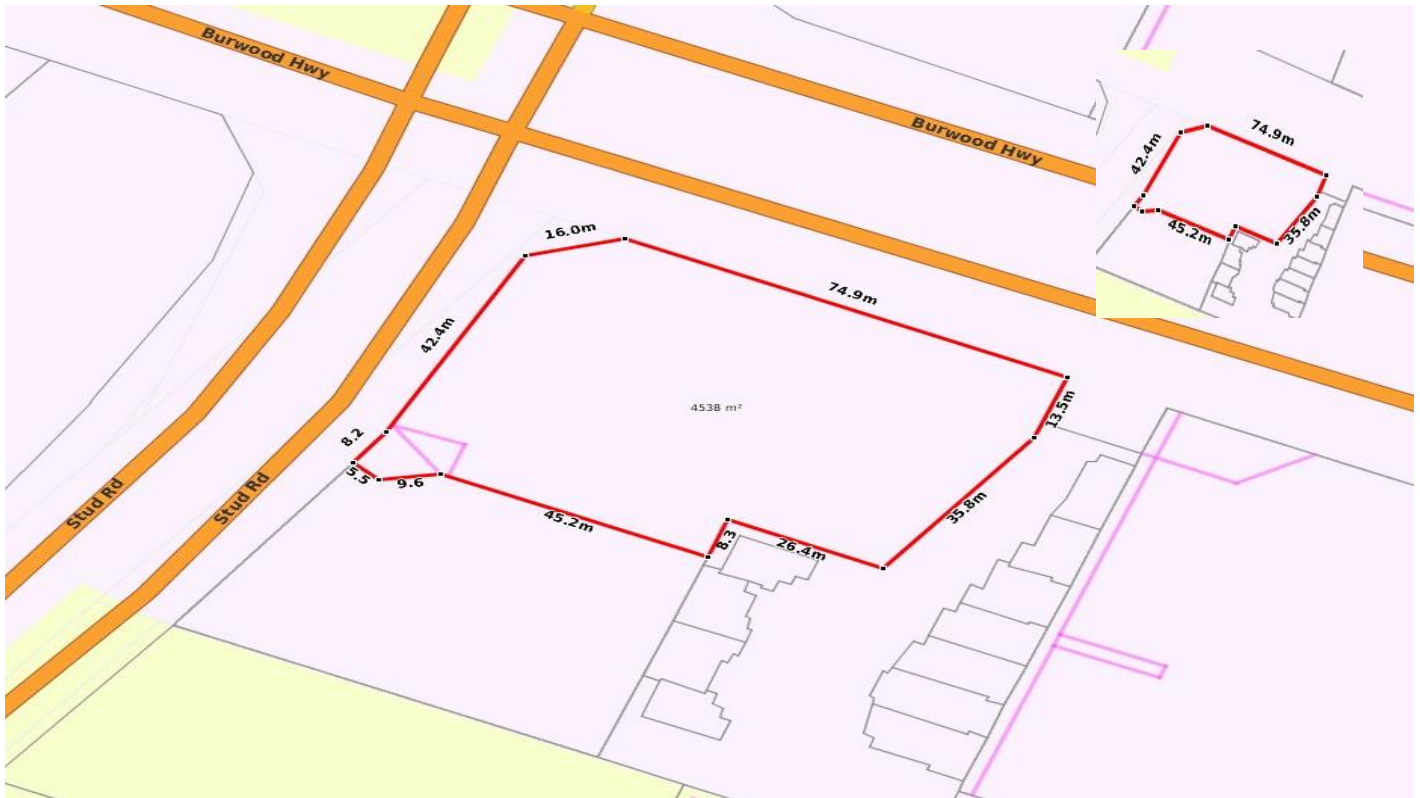 Burwood Hwy
Burwood Hwy
74.9m
42.4m
45.2m
35.8m
16.0m
74.9m
42.4m
13.5m
4538 m²
8.2
5.5
9.6
45.2m
8.3
26.4m
35.8m
Stud Rd
Stud Rd